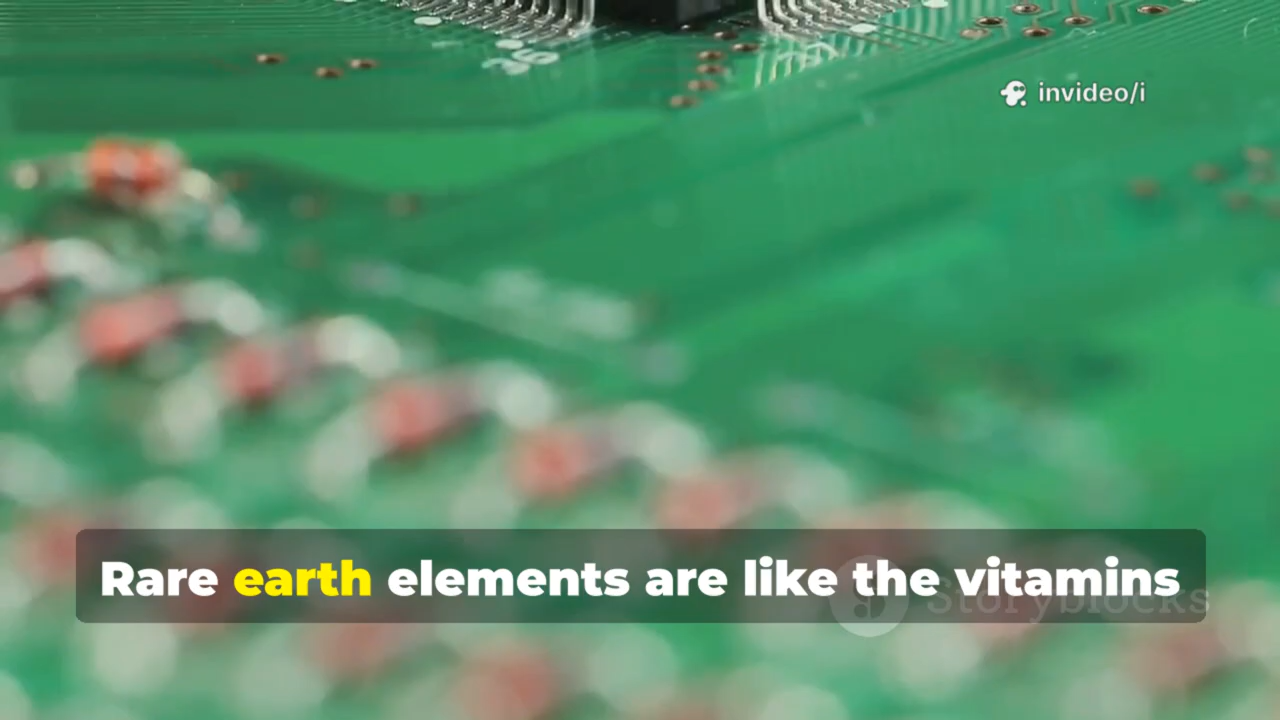 invideo/i
Rare earth elements are like the vitamins
Storyblocks